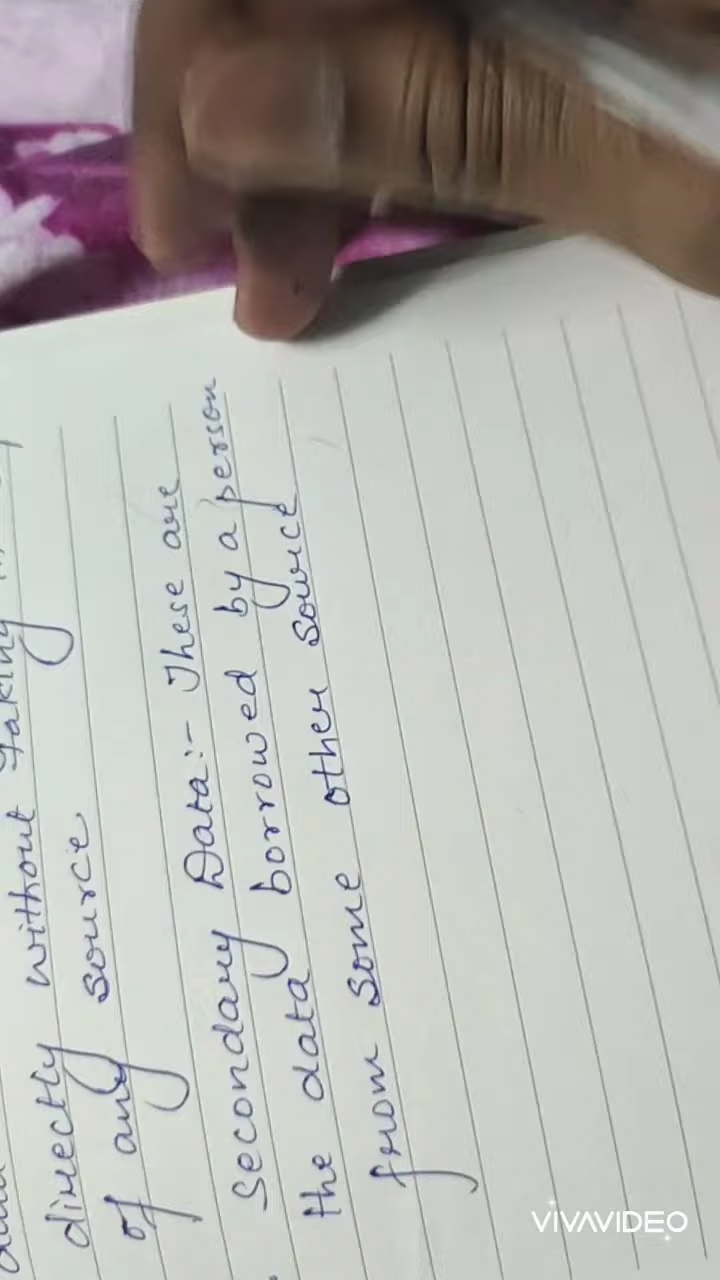 directly without taking
of any source
Secondary Data:- These are
the data borrowed by a person
from some other source
VIVAVIDEO